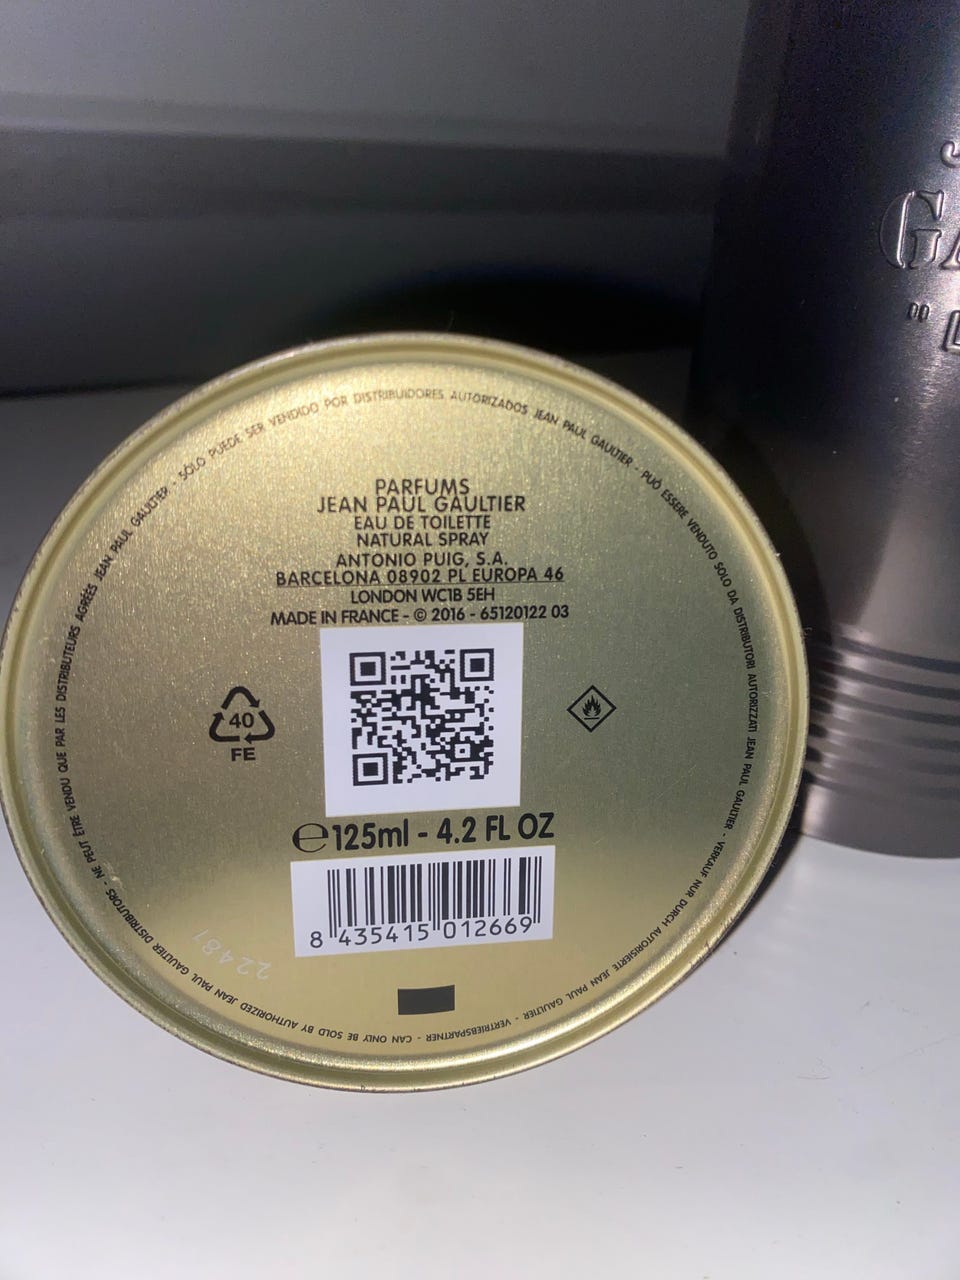 PARFUMS
JEAN PAUL GAULTIER
EAU DE TOILETTE
NATURAL SPRAY
ANTONIO PUIG, S.A.
BARCELONA 08902 PL EUROPA 46
LONDON WC1B 5EH
MADE IN FRANCE - © 2016 - 65120122 03
40
FE
℮125ml - 4.2 FL OZ
8 435415 012669
22481
NE PEUT ÊTRE VENDU QUE PAR LES DISTRIBUTEURS AGRÉÉS JEAN PAUL GAULTIER - SÓLO PUEDE SER VENDIDO POR DISTRIBUIDORES AUTORIZADOS JEAN PAUL GAULTIER - PUÒ ESSERE VENDUTO SOLO DA DISTRIBUTORI AUTORIZZATI JEAN PAUL GAULTIER - VERKAUF NUR DURCH AUTORISIERTE JEAN PAUL GAULTIER - VERTRIEBSPARTNER - CAN ONLY BE SOLD BY AUTHORIZED JEAN PAUL GAULTIER DISTRIBUTORS -